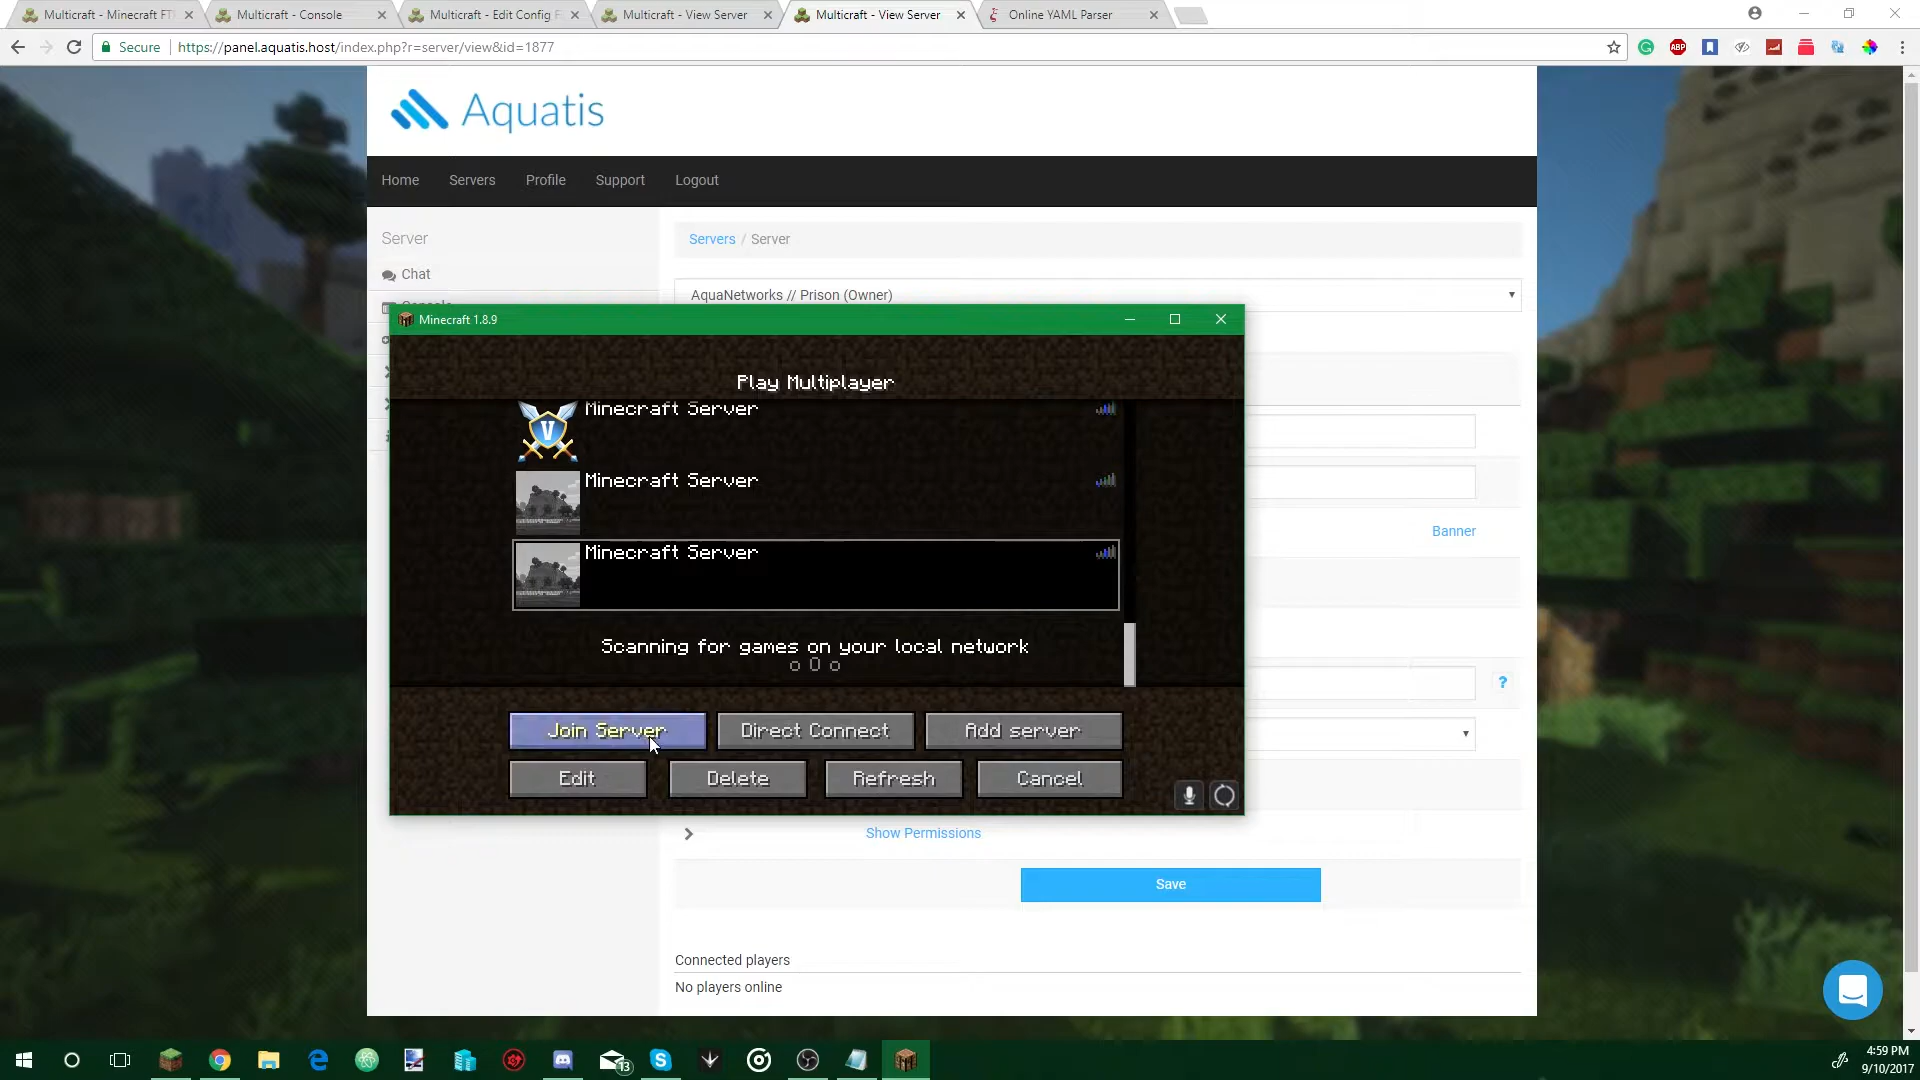 Multicraft - Minecraft FT
Multicraft - Console
Multicraft - Edit Config F
Multicraft - View Server
Multicraft - View Server
Online YAML Parser
Secure
https://panel.aquatis.host/index.php?r=server/view&id=1877
ABP
Aquatis
Home
Servers
Profile
Support
Logout
Server
Servers / Server
Chat
Console
AquaNetworks // Prison (Owner)
Minecraft 1.8.9
Play Multiplayer
V
Minecraft Server
Minecraft Server
Minecraft Server
Scanning for games on your local network
o O o
Join Server
Direct Connect
Add server
Edit
Delete
Refresh
Cancel
Banner
?
Show Permissions
Save
Connected players
No players online
13
4:59 PM
9/10/2017